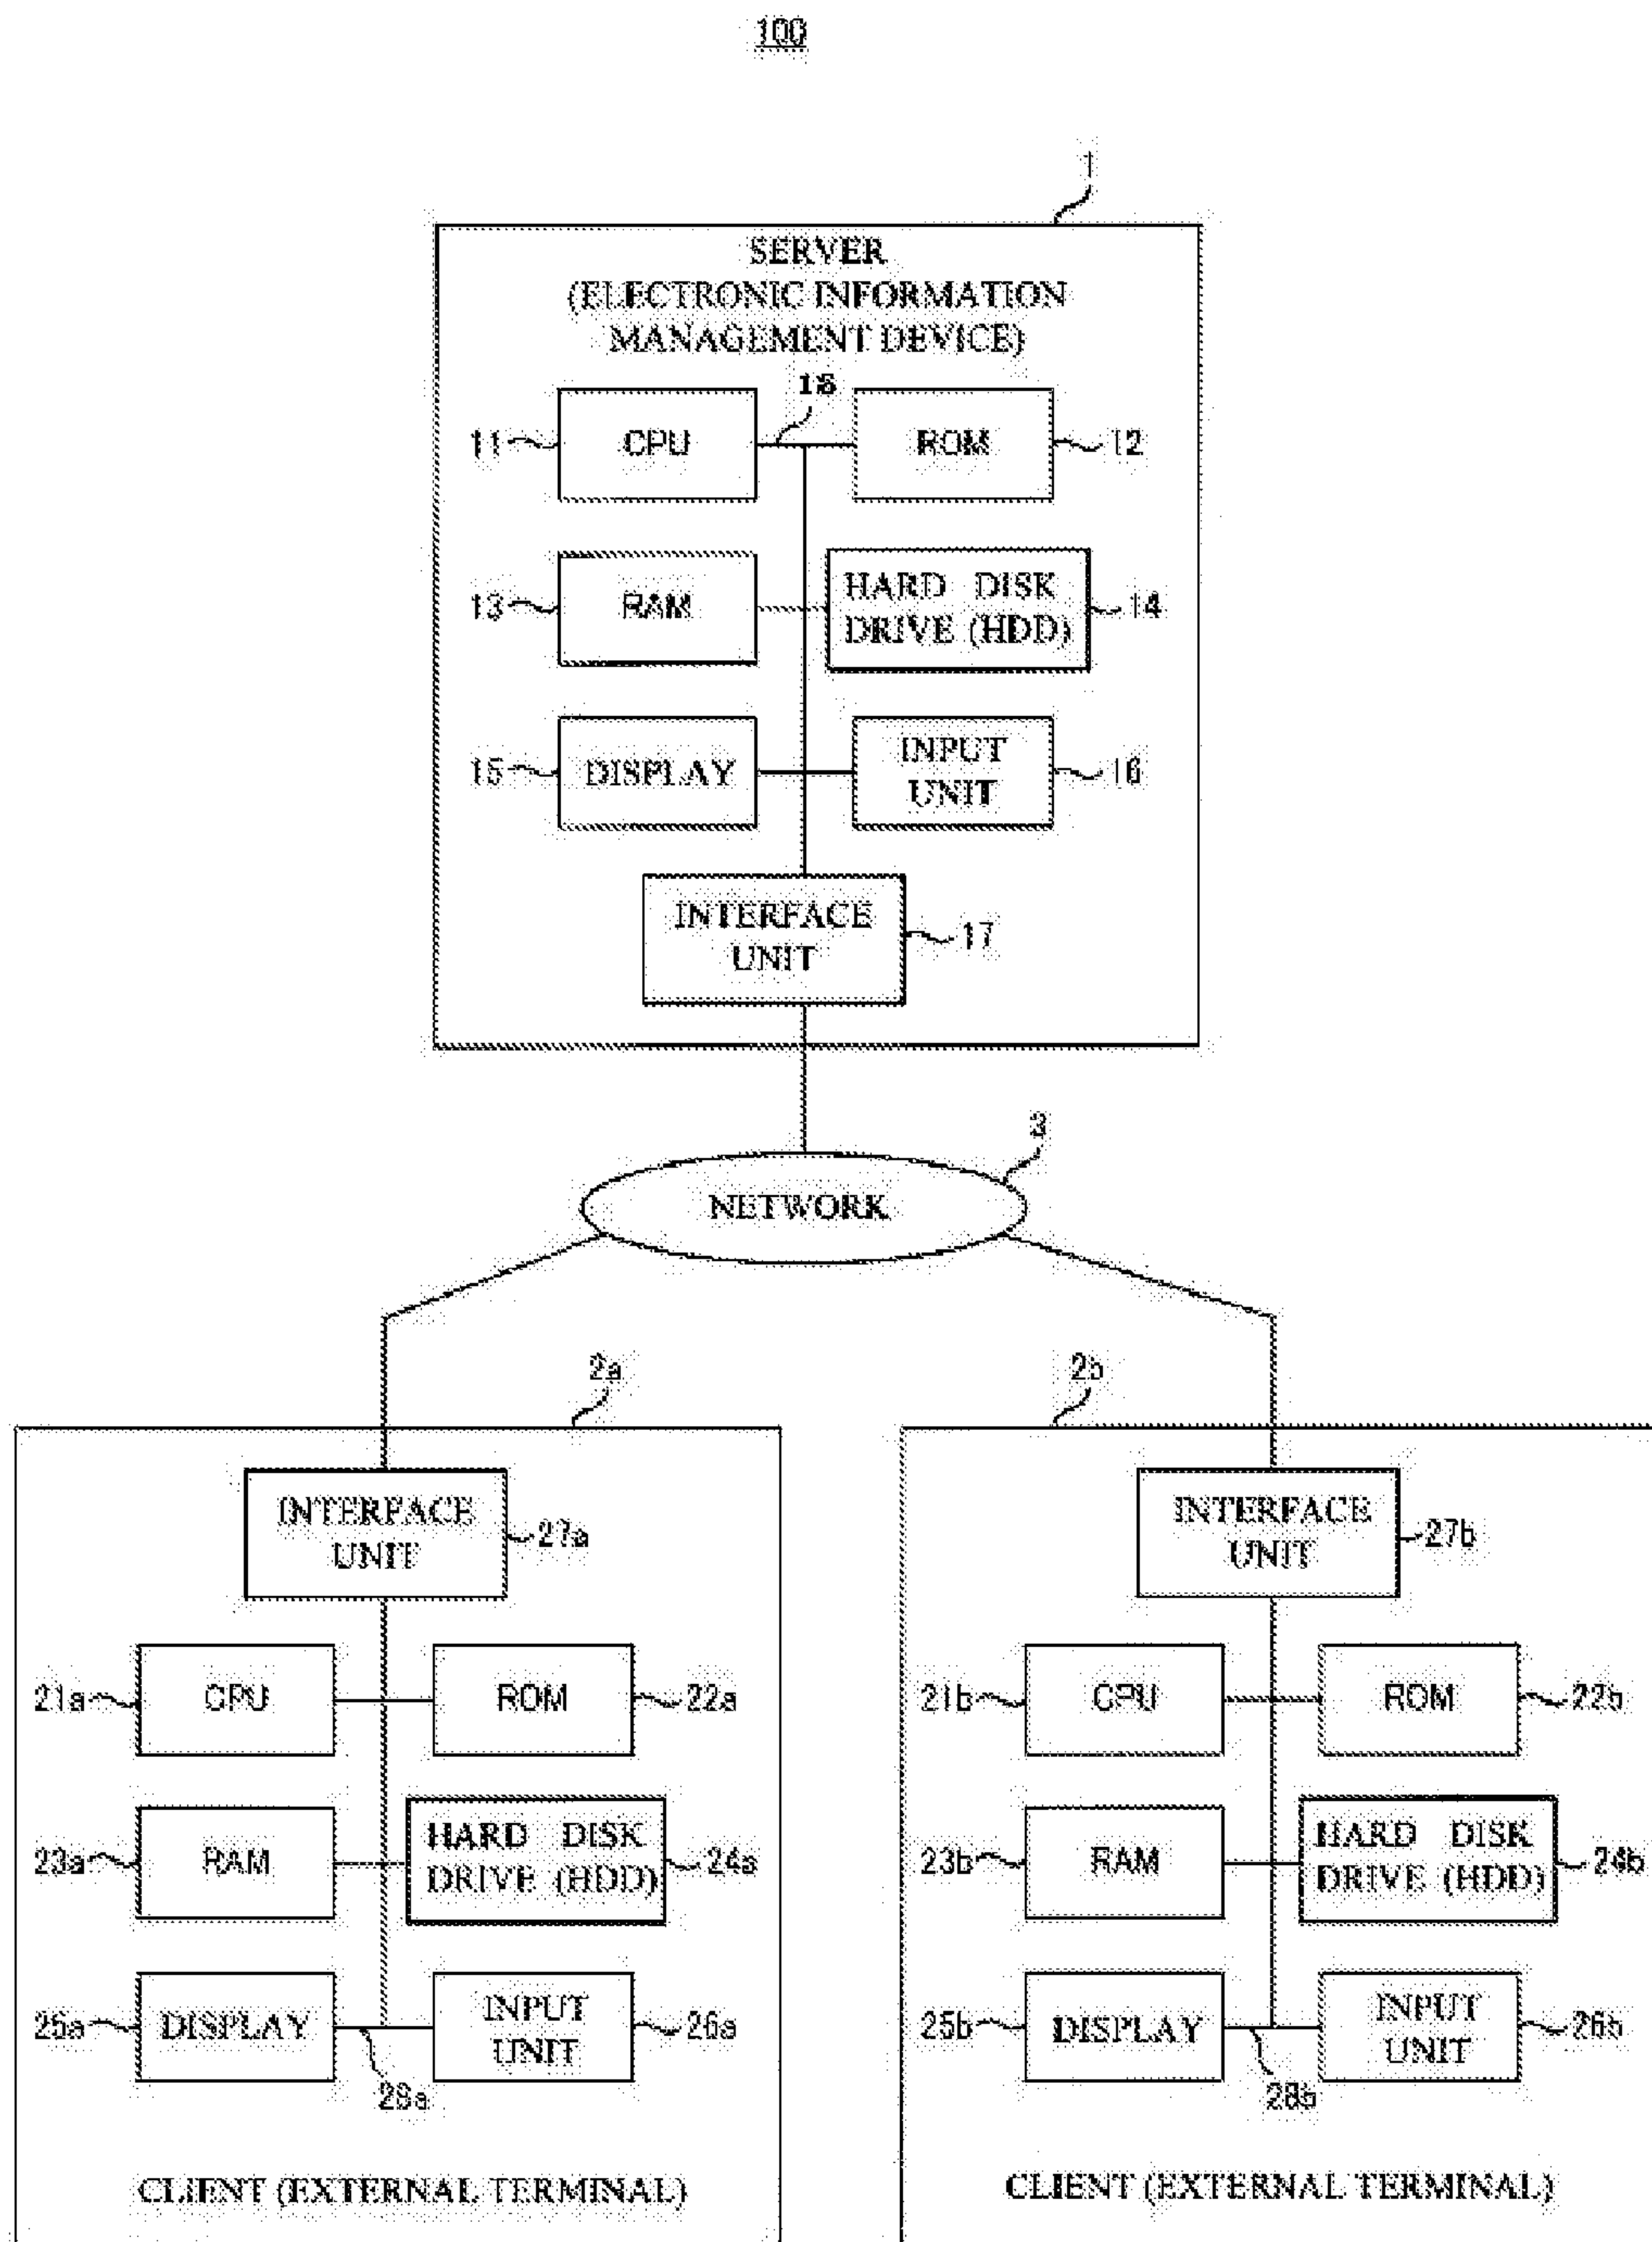 100
1
SERVER
(ELECTRONIC INFORMATION
MANAGEMENT DEVICE)
18
11 CPU ROM 12
13 RAM HARD DISK
DRIVE (HDD) 14
15 DISPLAY INPUT
UNIT 16
INTERFACE
UNIT 17
3
NETWORK
2a
2b
INTERFACE
UNIT 27a
INTERFACE
UNIT 27b
21a CPU ROM 22a
21b CPU ROM 22b
23a RAM HARD DISK
DRIVE (HDD) 24a
23b RAM HARD DISK
DRIVE (HDD) 24b
25a DISPLAY INPUT
UNIT 26a
28a
25b DISPLAY INPUT
UNIT 26b
28b
CLIENT (EXTERNAL TERMINAL)
CLIENT (EXTERNAL TERMINAL)